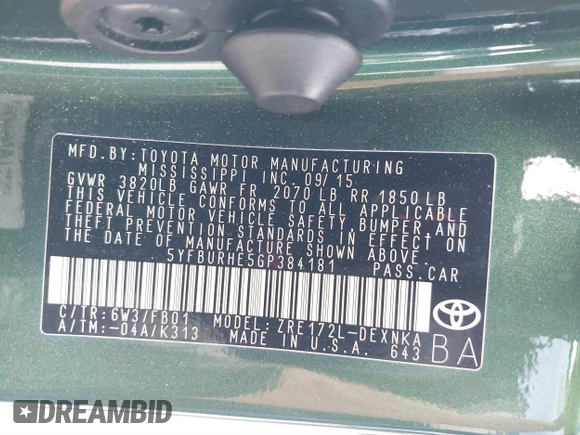 MFD.BY:TOYOTA MOTOR MANUFACTURING
MISSISSIPPI INC 09/15
GVWR 3820LB GAWR FR 2070 LB RR 1850 LB
THIS VEHICLE CONFORMS TO ALL APPLICABLE
FEDERAL MOTOR VEHICLE SAFETY, BUMPER,AND
THEFT PREVENTION STANDARDS IN EFFECT ON
THE DATE OF MANUFACTURE SHOWN ABOVE.
5YFBURHE5GP384181 PASS.CAR
C/TR:6W3/FB01 MODEL: ZRE172L-DEXNKA
A/TM:-04A/K313 MADE IN U.S.A. 643
BA
DREAMBID